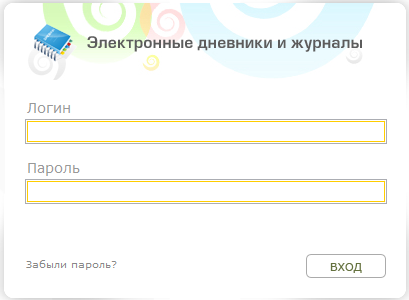 Электронные дневники и журналы
Логин
Пароль
Забыли пароль?
вход